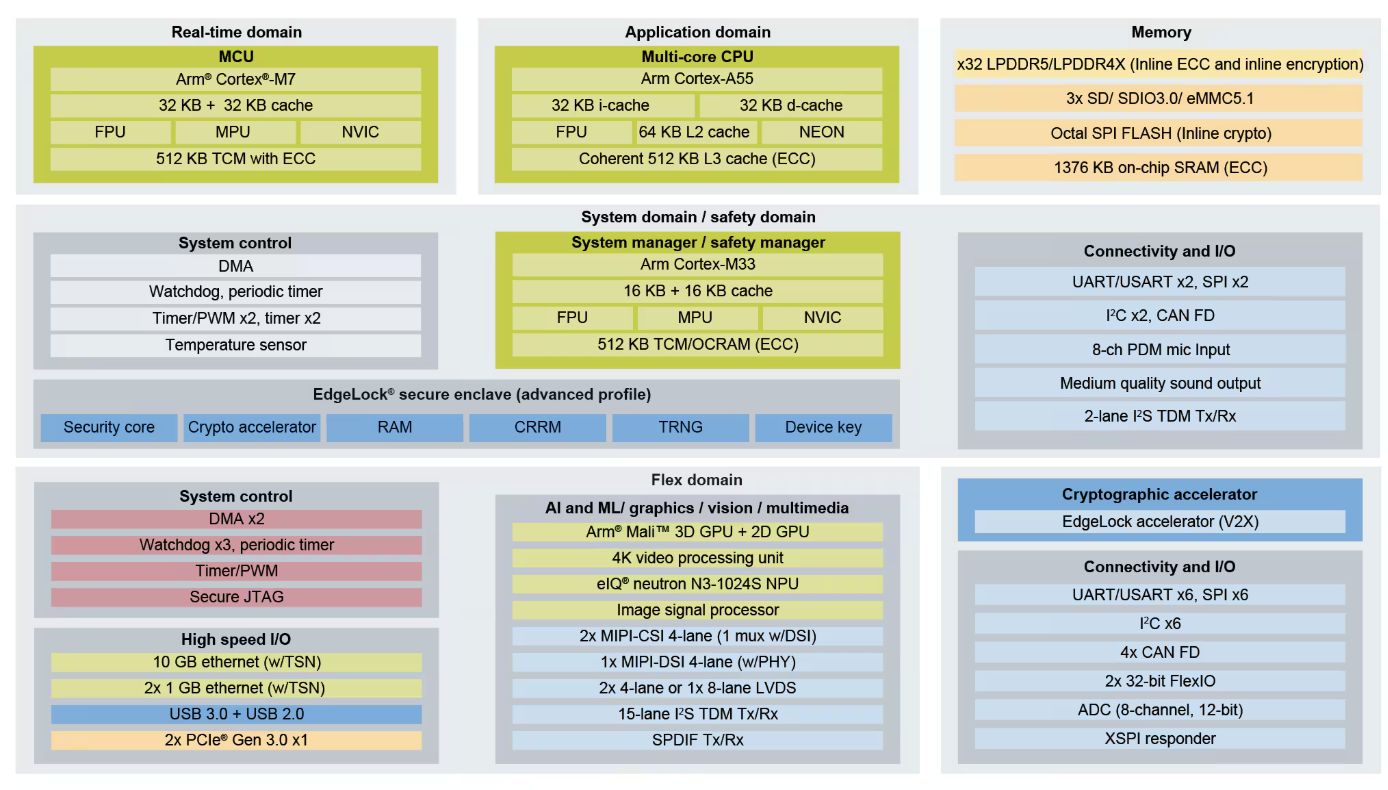 Real-time domain
MCU
Arm® Cortex®-M7
32 KB + 32 KB cache
FPU
MPU
NVIC
512 KB TCM with ECC
Application domain
Multi-core CPU
Arm Cortex-A55
32 KB i-cache
32 KB d-cache
FPU
64 KB L2 cache
NEON
Coherent 512 KB L3 cache (ECC)
Memory
x32 LPDDR5/LPDDR4X (Inline ECC and inline encryption)
3x SD/ SDIO3.0/ eMMC5.1
Octal SPI FLASH (Inline crypto)
1376 KB on-chip SRAM (ECC)
System domain / safety domain
System control
DMA
Watchdog, periodic timer
Timer/PWM x2, timer x2
Temperature sensor
System manager / safety manager
Arm Cortex-M33
16 KB + 16 KB cache
FPU
MPU
NVIC
512 KB TCM/OCRAM (ECC)
Connectivity and I/O
UART/USART x2, SPI x2
I²C x2, CAN FD
8-ch PDM mic Input
Medium quality sound output
2-lane I²S TDM Tx/Rx
EdgeLock® secure enclave (advanced profile)
Security core
Crypto accelerator
RAM
CRRM
TRNG
Device key
Flex domain
System control
DMA x2
Watchdog x3, periodic timer
Timer/PWM
Secure JTAG
High speed I/O
10 GB ethernet (w/TSN)
2x 1 GB ethernet (w/TSN)
USB 3.0 + USB 2.0
2x PCIe® Gen 3.0 x1
AI and ML/ graphics / vision / multimedia
Arm® Mali™ 3D GPU + 2D GPU
4K video processing unit
eIQ® neutron N3-1024S NPU
Image signal processor
2x MIPI-CSI 4-lane (1 mux w/DSI)
1x MIPI-DSI 4-lane (w/PHY)
2x 4-lane or 1x 8-lane LVDS
15-lane I²S TDM Tx/Rx
SPDIF Tx/Rx
Cryptographic accelerator
EdgeLock accelerator (V2X)
Connectivity and I/O
UART/USART x6, SPI x6
I²C x6
4x CAN FD
2x 32-bit FlexIO
ADC (8-channel, 12-bit)
XSPI responder